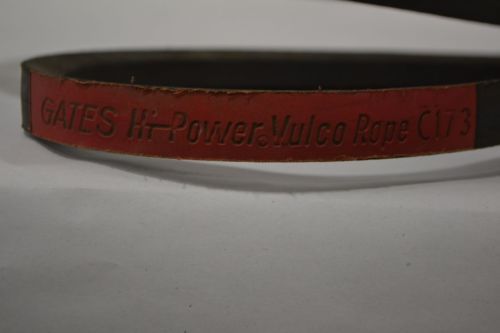 GATES Hi-Power Vulco Rope C173